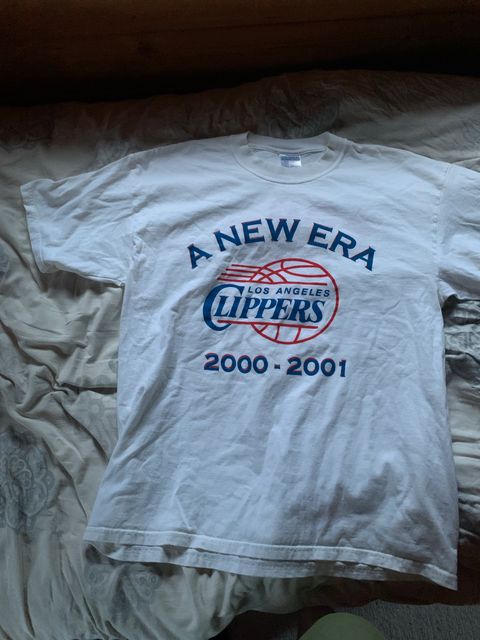 A NEW ERA
LOS ANGELES
CLIPPERS
2000 - 2001